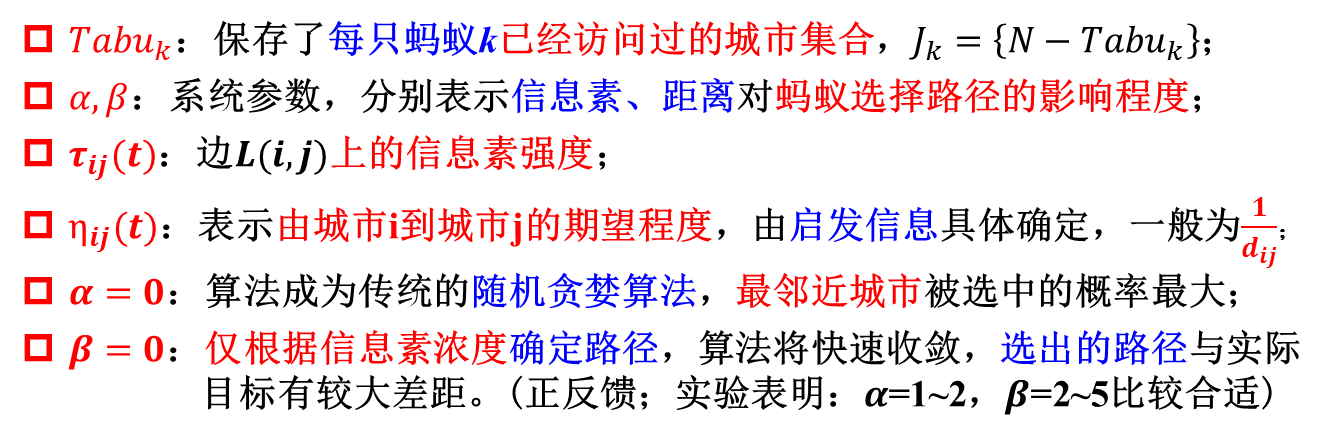 Tabu_k：保存了每只蚂蚁k已经访问过的城市集合，J_k = {N − Tabu_k}；
α, β：系统参数，分别表示信息素、距离对蚂蚁选择路径的影响程度；
τ_ij(t)：边L(i, j)上的信息素强度；
η_ij(t)：表示由城市i到城市j的期望程度，由启发信息具体确定，一般为1/d_ij；
α = 0：算法成为传统的随机贪婪算法，最邻近城市被选中的概率最大；
β = 0：仅根据信息素浓度确定路径，算法将快速收敛，选出的路径与实际
目标有较大差距。(正反馈；实验表明：α=1~2，β=2~5比较合适)